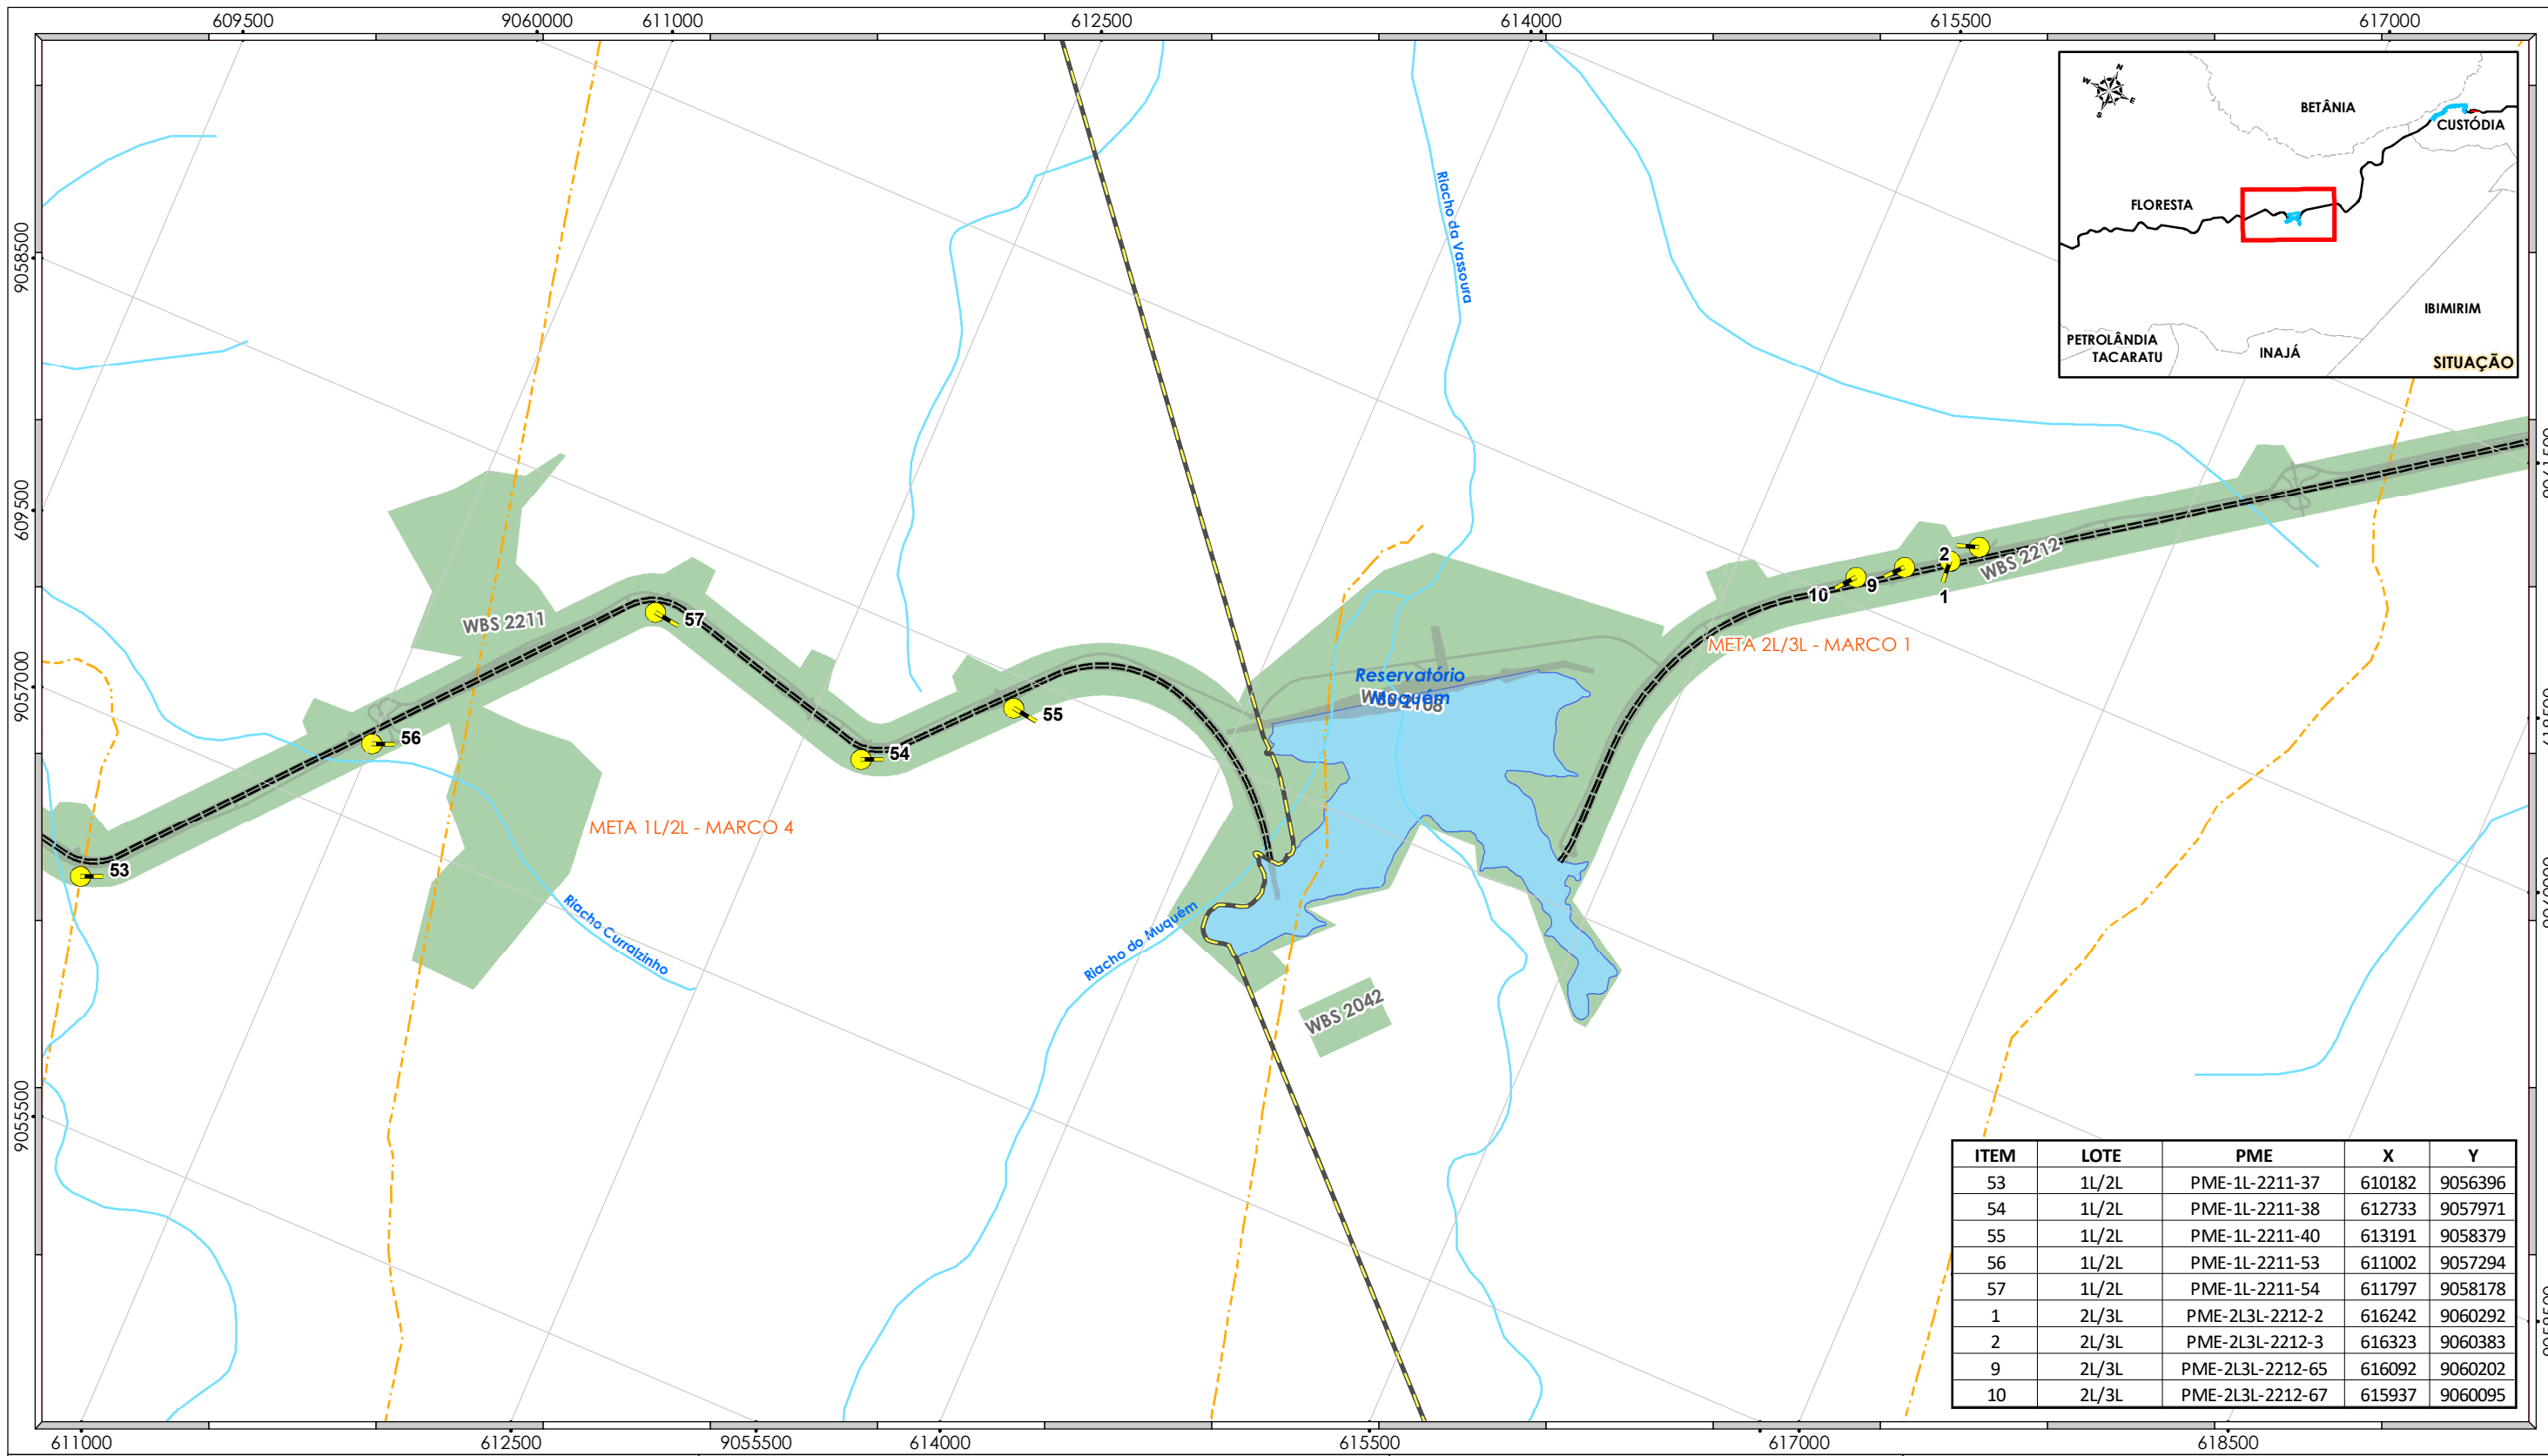 609500 9060000 611000 612500 614000 615500 617000
N
W
E
S
BETÂNIA
CUSTÓDIA
FLORESTA
IBIMIRIM
PETROLÂNDIA
TACARATU
INAJÁ
SITUAÇÃO
9058500
609500
9057000
9055500
Riacho da Vassoura
WBS 2211
57
56
55
54
53
META 1L/2L - MARCO 4
Riacho Curralzinho
Riacho do Muquém
Reservatório
Muquém
WBS 2108
WBS 2042
META 2L/3L - MARCO 1
10
9
2
1
WBS 2212
618500
ITEM LOTE PME X Y
53 1L/2L PME-1L-2211-37 610182 9056396
54 1L/2L PME-1L-2211-38 612733 9057971
55 1L/2L PME-1L-2211-40 613191 9058379
56 1L/2L PME-1L-2211-53 611002 9057294
57 1L/2L PME-1L-2211-54 611797 9058178
1 2L/3L PME-2L3L-2212-2 616242 9060292
2 2L/3L PME-2L3L-2212-3 616323 9060383
9 2L/3L PME-2L3L-2212-65 616092 9060202
10 2L/3L PME-2L3L-2212-67 615937 9060095
611000 612500 9055500 614000 615500 617000 618500